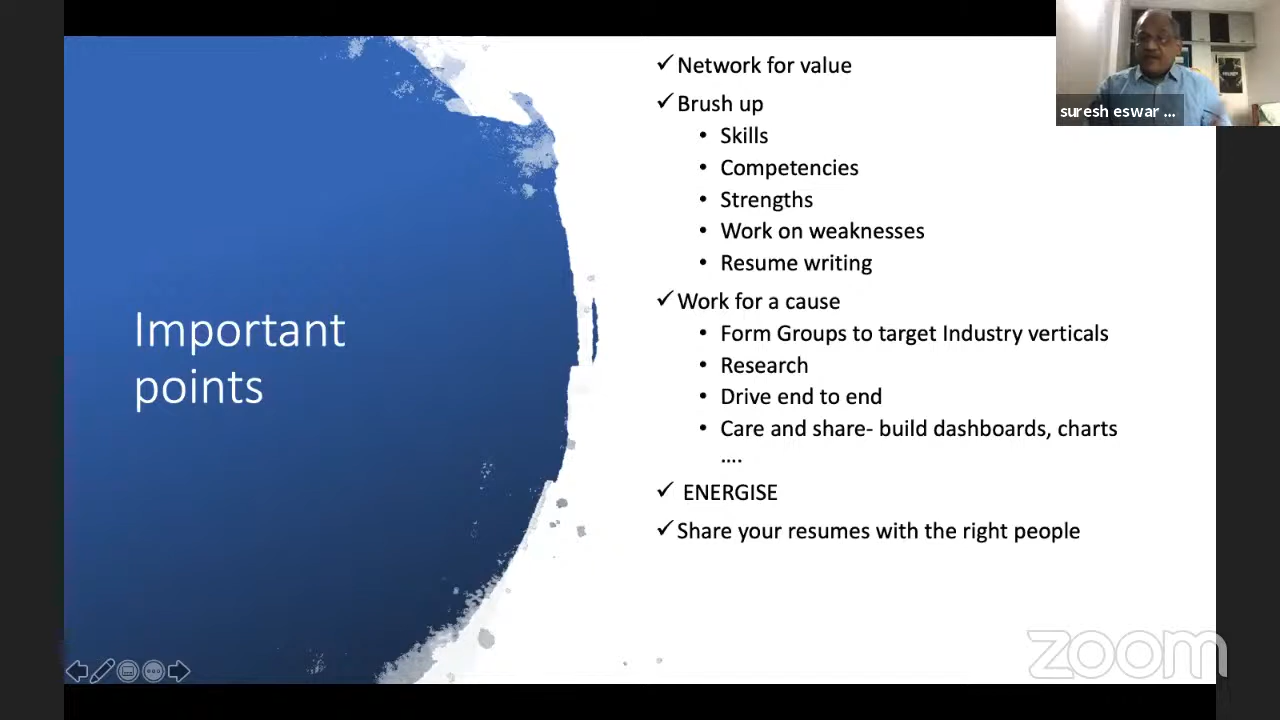 Important
points
✓ Network for value
✓ Brush up
• Skills
• Competencies
• Strengths
• Work on weaknesses
• Resume writing
✓ Work for a cause
• Form Groups to target Industry verticals
• Research
• Drive end to end
• Care and share- build dashboards, charts
....
✓ ENERGISE
✓ Share your resumes with the right people
suresh eswar ...
zoom